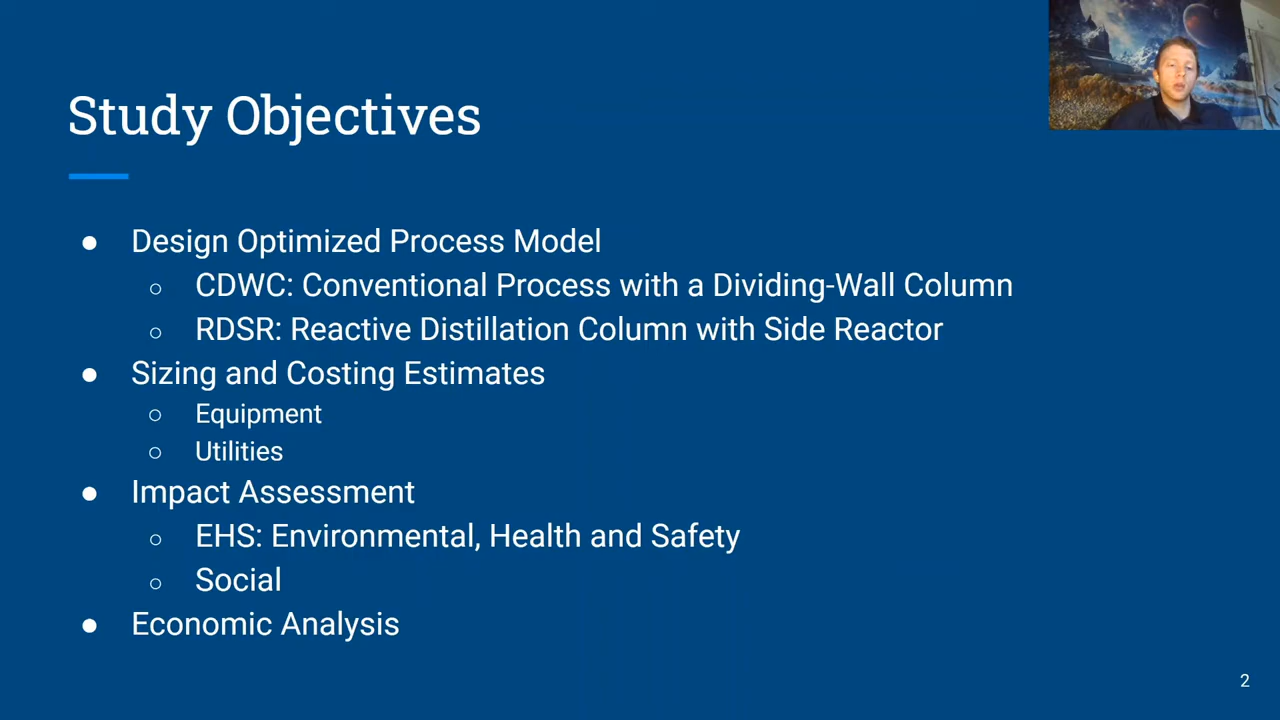 Study Objectives
● Design Optimized Process Model
○ CDWC: Conventional Process with a Dividing-Wall Column
○ RDSR: Reactive Distillation Column with Side Reactor
● Sizing and Costing Estimates
○ Equipment
○ Utilities
● Impact Assessment
○ EHS: Environmental, Health and Safety
○ Social
● Economic Analysis
2